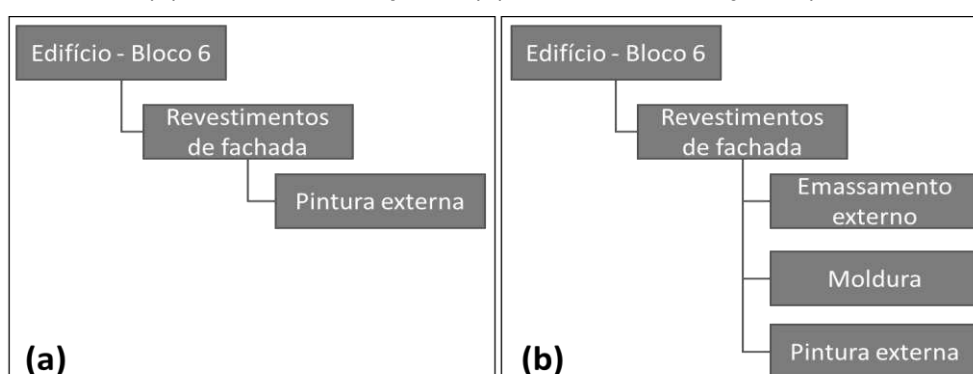 Edifício - Bloco 6
Revestimentos
de fachada
Pintura externa
(a)
Edifício - Bloco 6
Revestimentos
de fachada
Emassamento
externo
Moldura
Pintura externa
(b)